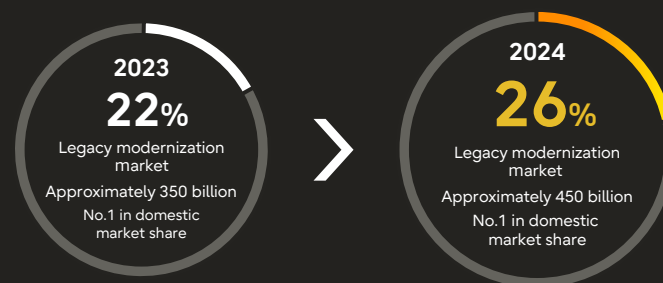 2023
22%
Legacy modernization
market
Approximately 350 billion
No.1 in domestic
market share
2024
26%
Legacy modernization
market
Approximately 450 billion
No.1 in domestic
market share